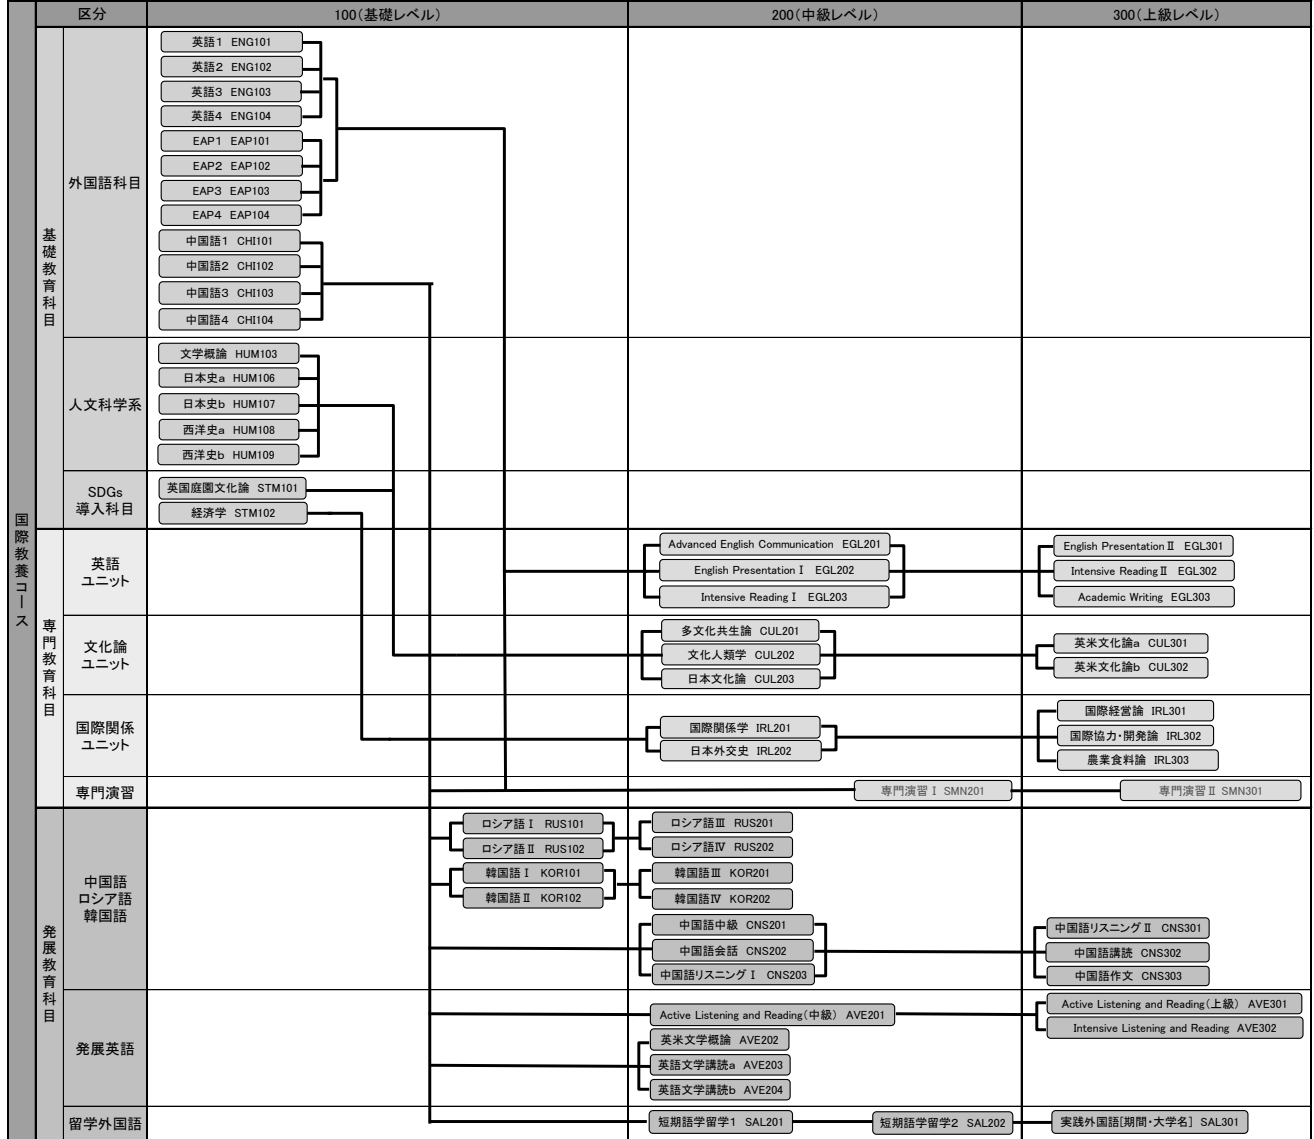 区分
100(基礎レベル)
200(中級レベル)
300(上級レベル)
国際教養コース
基礎教育科目
外国語科目
英語1 ENG101
英語2 ENG102
英語3 ENG103
英語4 ENG104
EAP1 EAP101
EAP2 EAP102
EAP3 EAP103
EAP4 EAP104
中国語1 CHI101
中国語2 CHI102
中国語3 CHI103
中国語4 CHI104
人文科学系
文学概論 HUM103
日本史a HUM106
日本史b HUM107
西洋史a HUM108
西洋史b HUM109
SDGs
導入科目
英国庭園文化論 STM101
経済学 STM102
専門教育科目
英語
ユニット
Advanced English Communication EGL201
English Presentation Ⅰ EGL202
Intensive Reading Ⅰ EGL203
English Presentation Ⅱ EGL301
Intensive Reading Ⅱ EGL302
Academic Writing EGL303
文化論
ユニット
多文化共生論 CUL201
文化人類学 CUL202
日本文化論 CUL203
英米文化論a CUL301
英米文化論b CUL302
国際関係
ユニット
国際関係学 IRL201
日本外交史 IRL202
国際経営論 IRL301
国際協力・開発論 IRL302
農業食料論 IRL303
専門演習
専門演習Ⅰ SMN201
専門演習Ⅱ SMN301
発展教育科目
中国語
ロシア語
韓国語
ロシア語Ⅰ RUS101
ロシア語Ⅱ RUS102
韓国語Ⅰ KOR101
韓国語Ⅱ KOR102
ロシア語Ⅲ RUS201
ロシア語Ⅳ RUS202
韓国語Ⅲ KOR201
韓国語Ⅳ KOR202
中国語中級 CNS201
中国語会話 CNS202
中国語リスニングⅠ CNS203
中国語リスニングⅡ CNS301
中国語講読 CNS302
中国語作文 CNS303
発展英語
Active Listening and Reading(中級) AVE201
英米文学概論 AVE202
英語文学講読a AVE203
英語文学講読b AVE204
Active Listening and Reading(上級) AVE301
Intensive Listening and Reading AVE302
留学外国語
短期語学留学1 SAL201
短期語学留学2 SAL202
実践外国語[期間・大学名] SAL301